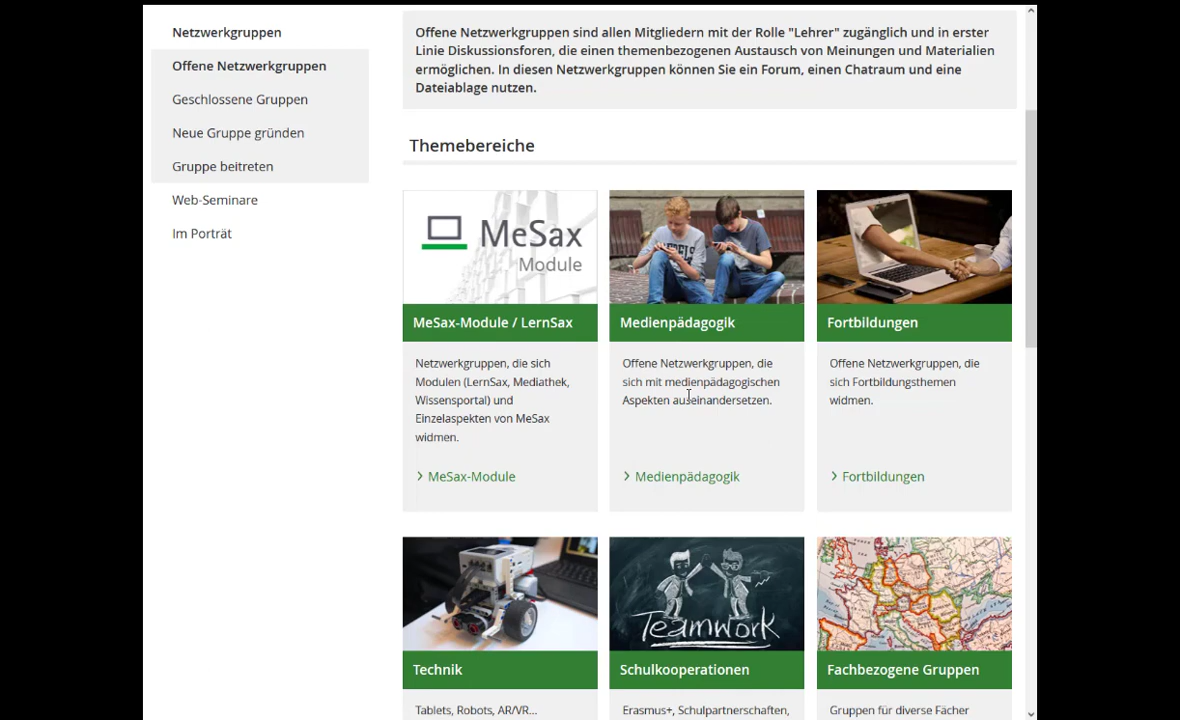 Netzwerkgruppen
Offene Netzwerkgruppen
Geschlossene Gruppen
Neue Gruppe gründen
Gruppe beitreten
Web-Seminare
Im Porträt
Offene Netzwerkgruppen sind allen Mitgliedern mit der Rolle "Lehrer" zugänglich und in erster
Linie Diskussionsforen, die einen themenbezogenen Austausch von Meinungen und Materialien
ermöglichen. In diesen Netzwerkgruppen können Sie ein Forum, einen Chatraum und eine
Dateiablage nutzen.
Themebereiche
MeSax
Module
MeSax-Module / LernSax
Netzwerkgruppen, die sich
Modulen (LernSax, Mediathek,
Wissensportal) und
Einzelaspekten von MeSax
widmen.
MeSax-Module
Medienpädagogik
Offene Netzwerkgruppen, die
sich mit medienpädagogischen
Aspekten auseinandersetzen.
Medienpädagogik
Fortbildungen
Offene Netzwerkgruppen, die
sich Fortbildungsthemen
widmen.
Fortbildungen
Technik
Tablets, Robots, AR/VR...
Teamwork
Schulkooperationen
Erasmus+, Schulpartnerschaften,
Fachbezogene Gruppen
Gruppen für diverse Fächer